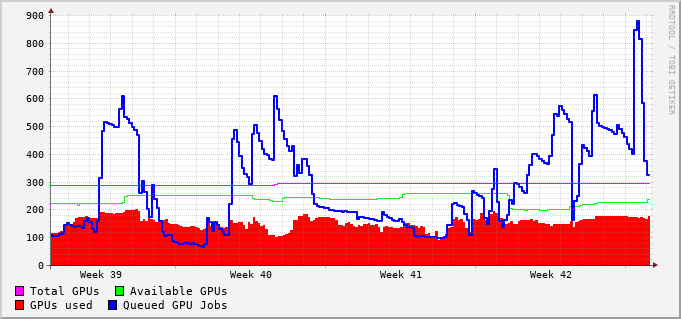 900
800
700
600
500
400
300
200
100
0
Week 39 Week 40 Week 41 Week 42
Total GPUs Available GPUs
GPUs used Queued GPU Jobs
RRDTOOL / TOBI OETIKER